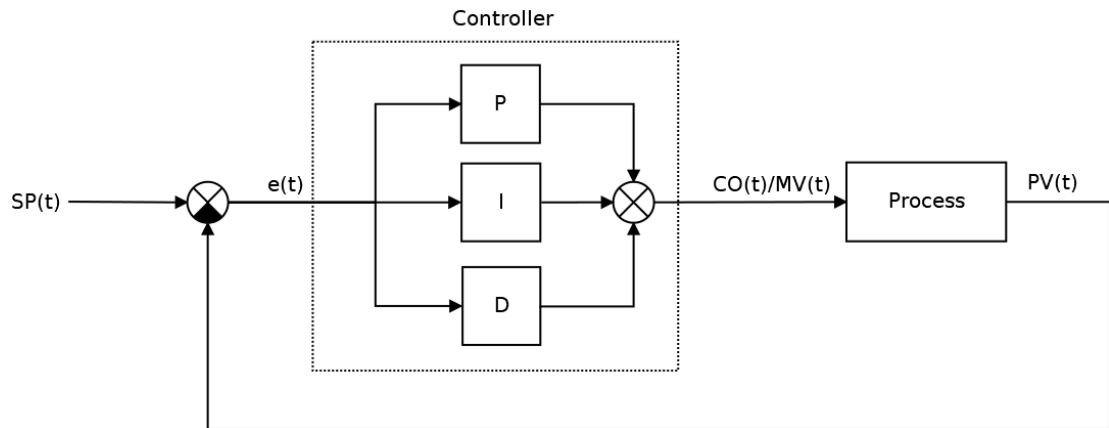 Controller
P
SP(t)
e(t)
I
CO(t)/MV(t)
Process
PV(t)
D